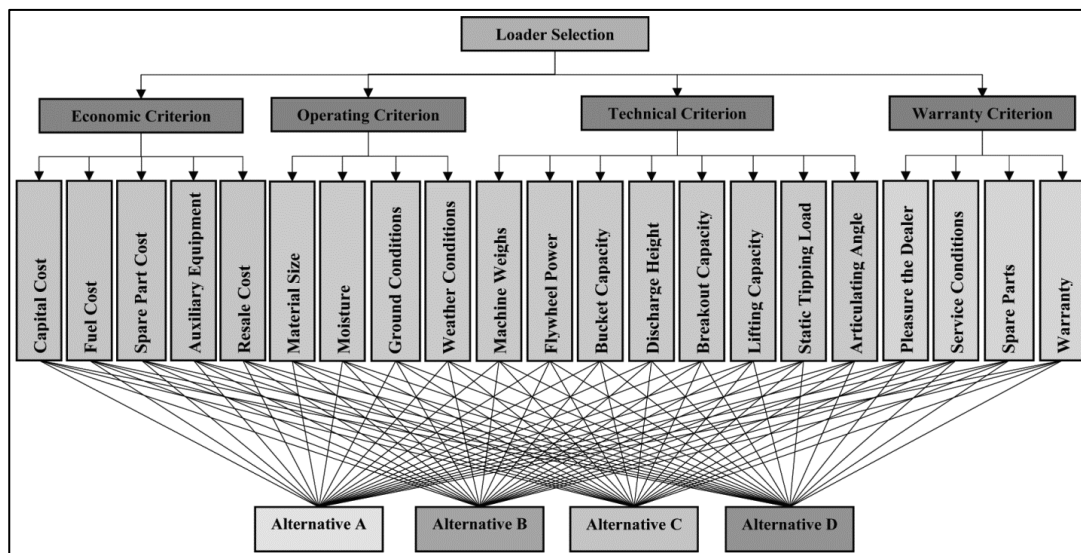 Loader Selection
Economic Criterion
Operating Criterion
Technical Criterion
Warranty Criterion
Capital Cost
Fuel Cost
Spare Part Cost
Auxiliary Equipment
Resale Cost
Material Size
Moisture
Ground Conditions
Weather Conditions
Machine Weighs
Flywheel Power
Bucket Capacity
Discharge Height
Breakout Capacity
Lifting Capacity
Static Tipping Load
Articulating Angle
Pleasure the Dealer
Service Conditions
Spare Parts
Warranty
Alternative A
Alternative B
Alternative C
Alternative D